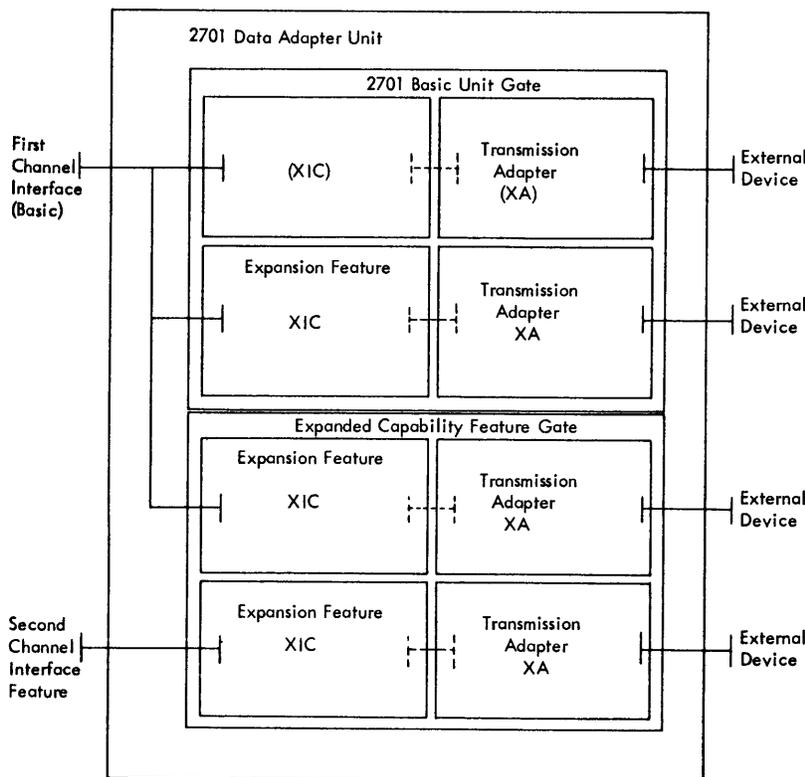 2701 Data Adapter Unit
2701 Basic Unit Gate
First
Channel
Interface
(Basic)
(XIC)
Transmission
Adapter
(XA)
External
Device
Expansion Feature
XIC
Transmission
Adapter
XA
External
Device
Expanded Capability Feature Gate
Expansion Feature
XIC
Transmission
Adapter
XA
External
Device
Second
Channel
Interface
Feature
Expansion Feature
XIC
Transmission
Adapter
XA
External
Device